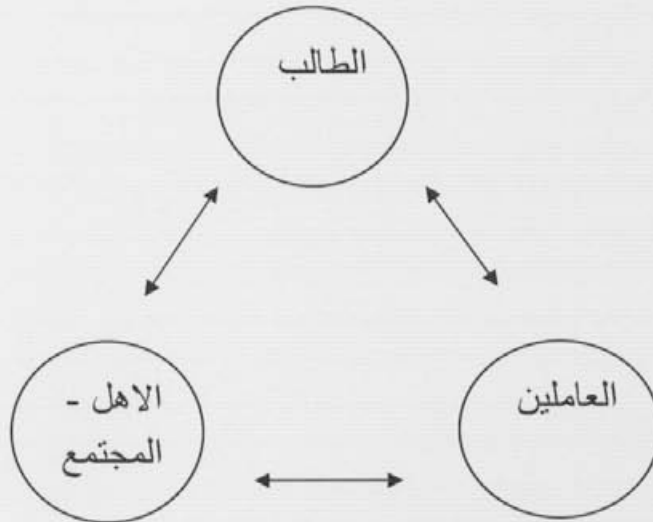 الطالب
العاملين
الاهل -
المجتمع